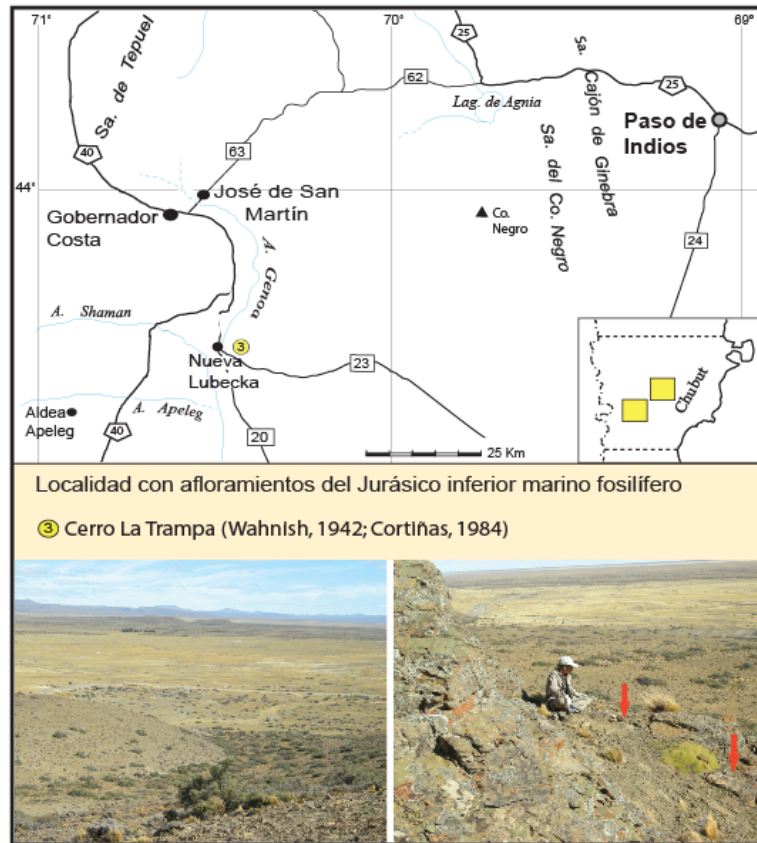 71°
70°
69°
Sa. de Tepuel
25
62
Lag. de Agnia
Sa. Cajón de Ginebra
25
Paso de
Indios
40
63
44°
José de San
Martín
Gobernador
Costa
A. Genoa
Co.
Negro
Sa. del Co. Negro
24
A. Shaman
3
Nueva
Lubecka
23
Chubut
Aldea
Apeleg
A. Apeleg
40
20
25 Km
Localidad con afloramientos del Jurásico inferior marino fosilífero
3 Cerro La Trampa (Wahnish, 1942; Cortiñas, 1984)